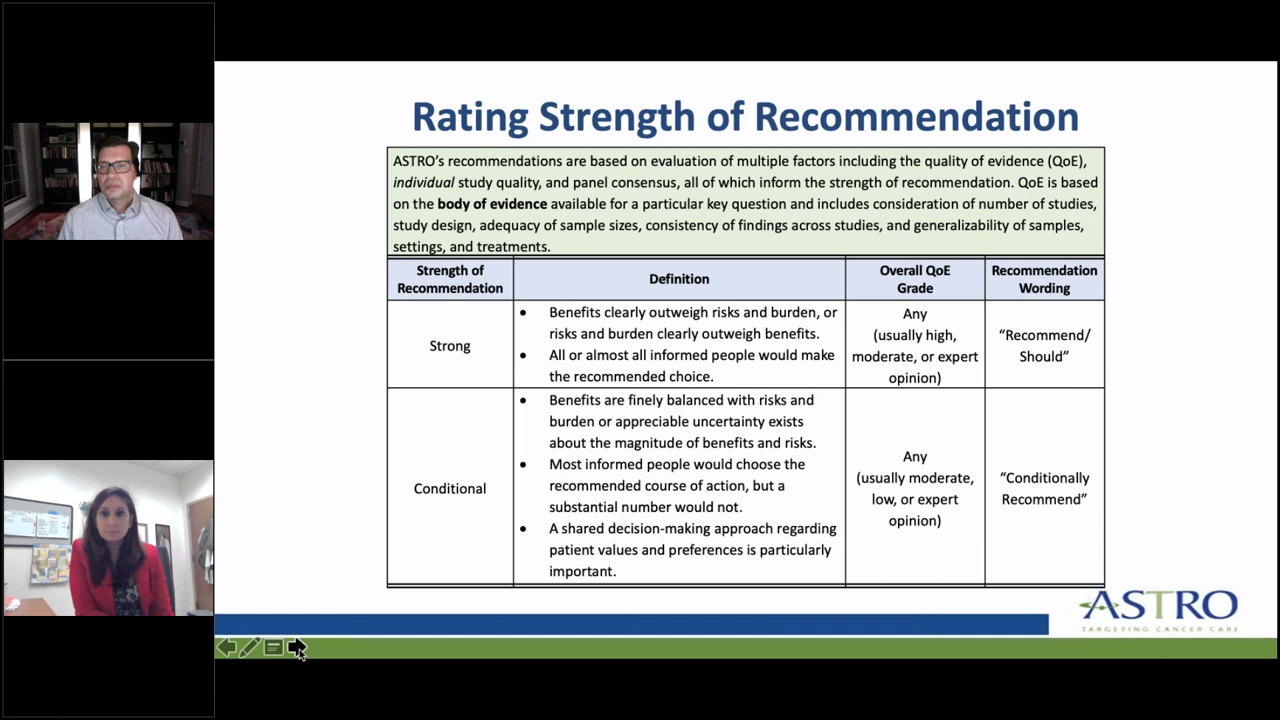 Rating Strength of Recommendation
ASTRO's recommendations are based on evaluation of multiple factors including the quality of evidence (QoE),
individual study quality, and panel consensus, all of which inform the strength of recommendation. QoE is based
on the body of evidence available for a particular key question and includes consideration of number of studies,
study design, adequacy of sample sizes, consistency of findings across studies, and generalizability of samples,
settings, and treatments.
Strength of
Recommendation
Definition
Overall QoE
Grade
Recommendation
Wording
Strong
• Benefits clearly outweigh risks and burden, or
risks and burden clearly outweigh benefits.
• All or almost all informed people would make
the recommended choice.
Any
(usually high,
moderate, or expert
opinion)
“Recommend/
Should”
Conditional
• Benefits are finely balanced with risks and
burden or appreciable uncertainty exists
about the magnitude of benefits and risks.
• Most informed people would choose the
recommended course of action, but a
substantial number would not.
• A shared decision-making approach regarding
patient values and preferences is particularly
important.
Any
(usually moderate,
low, or expert
opinion)
“Conditionally
Recommend”
ASTRO
TARGETING CANCER CARE